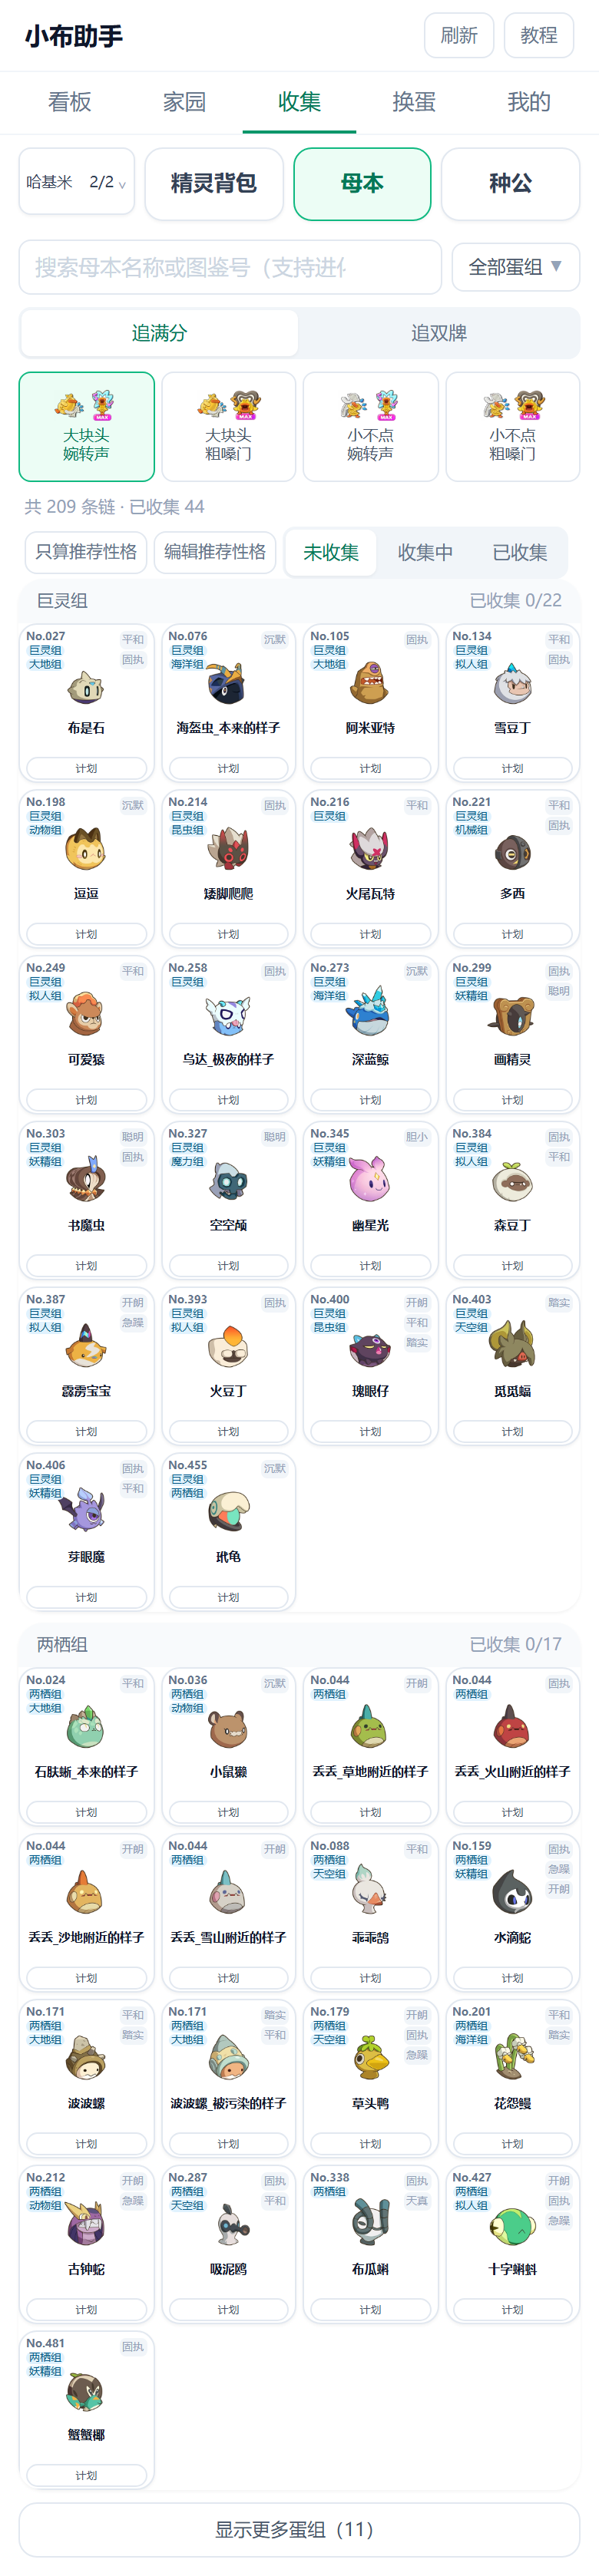 小布助手
刷新
教程
看板
家园
收集
换蛋
我的
哈基米 2/2
精灵背包
母本
种公
搜索母本名称或图鉴号（支持进化
全部蛋组
追满分
追双牌
MAX
大块头
婉转声
MAX
大块头
粗嗓门
MAX
小不点
婉转声
MAX
小不点
粗嗓门
共 209 条链 · 已收集 44
只算推荐性格
编辑推荐性格
未收集
收集中
已收集
巨灵组
已收集 0/22
No.027
巨灵组
大地组
平和
固执
布是石
计划
No.076
巨灵组
海洋组
沉默
海盔虫_本来的样子
计划
No.105
巨灵组
大地组
固执
阿米亚特
计划
No.134
巨灵组
拟人组
平和
固执
雪豆丁
计划
No.198
巨灵组
动物组
沉默
逗逗
计划
No.214
巨灵组
昆虫组
固执
矮脚爬爬
计划
No.216
巨灵组
平和
火尾瓦特
计划
No.221
巨灵组
机械组
平和
固执
多西
计划
No.249
巨灵组
拟人组
平和
可爱猿
计划
No.258
巨灵组
固执
乌达_极夜的样子
计划
No.273
巨灵组
海洋组
沉默
深蓝鲸
计划
No.299
巨灵组
妖精组
固执
聪明
画精灵
计划
No.303
巨灵组
妖精组
聪明
固执
书魔虫
计划
No.327
巨灵组
魔力组
聪明
空空颅
计划
No.345
巨灵组
妖精组
胆小
幽星光
计划
No.384
巨灵组
拟人组
固执
平和
森豆丁
计划
No.387
巨灵组
拟人组
开朗
急躁
霹雳宝宝
计划
No.393
巨灵组
拟人组
固执
火豆丁
计划
No.400
巨灵组
昆虫组
开朗
平和
踏实
瑰眼仔
计划
No.403
巨灵组
天空组
踏实
觅觅蝠
计划
No.406
巨灵组
妖精组
固执
平和
芽眼魔
计划
No.455
巨灵组
两栖组
沉默
玳龟
计划
两栖组
已收集 0/17
No.024
两栖组
大地组
平和
石肤蜥_本来的样子
计划
No.036
两栖组
动物组
沉默
小鼠獭
计划
No.044
两栖组
开朗
丢丢_草地附近的样子
计划
No.044
两栖组
固执
丢丢_火山附近的样子
计划
No.044
两栖组
开朗
丢丢_沙地附近的样子
计划
No.044
两栖组
开朗
丢丢_雪山附近的样子
计划
No.088
两栖组
天空组
平和
乖乖鹄
计划
No.159
两栖组
妖精组
固执
急躁
开朗
水滴蛇
计划
No.171
两栖组
大地组
平和
踏实
波波螺
计划
No.171
两栖组
大地组
踏实
平和
波波螺_被污染的样子
计划
No.179
两栖组
天空组
开朗
固执
急躁
草头鸭
计划
No.201
两栖组
海洋组
平和
踏实
花怨鳗
计划
No.212
两栖组
动物组
开朗
急躁
古钟蛇
计划
No.287
两栖组
天空组
固执
平和
吸泥鸥
计划
No.338
两栖组
固执
天真
布瓜蝌
计划
No.427
两栖组
拟人组
开朗
固执
急躁
十字蝌蚪
计划
No.481
两栖组
妖精组
固执
蟹蟹椰
计划
显示更多蛋组（11）